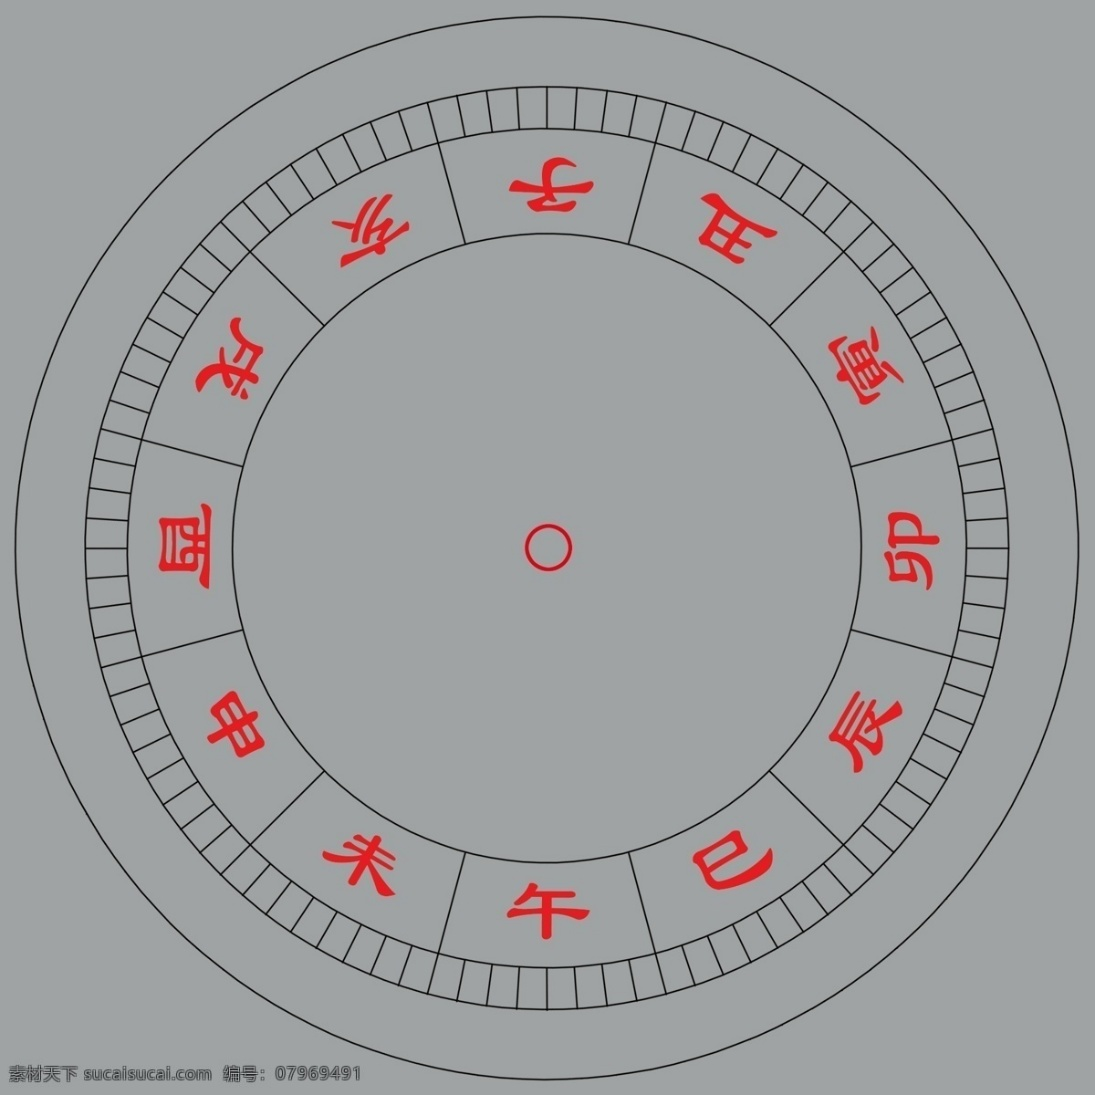 子
丑
寅
卯
辰
巳
午
未
申
酉
戌
亥
素材天下 sucaisucai.com 编号：07969491